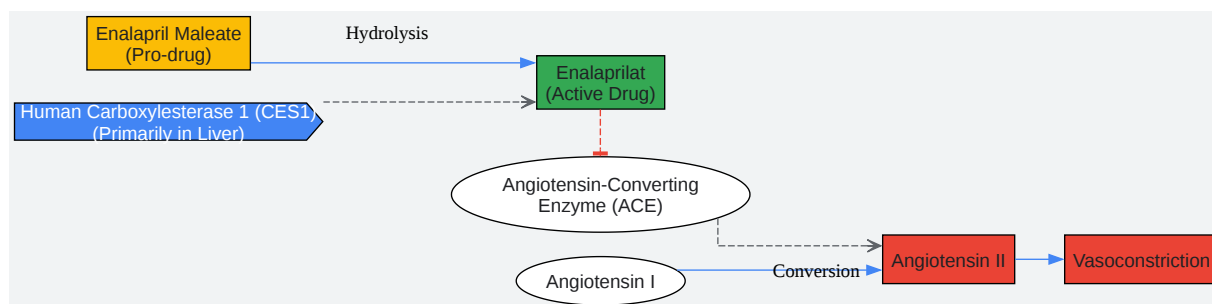 Enalapril Maleate
(Pro-drug)
Hydrolysis
Enalaprilat
(Active Drug)
Human Carboxylesterase 1 (CES1)
(Primarily in Liver)
Angiotensin-Converting
Enzyme (ACE)
Angiotensin I
Conversion
Angiotensin II
Vasoconstriction